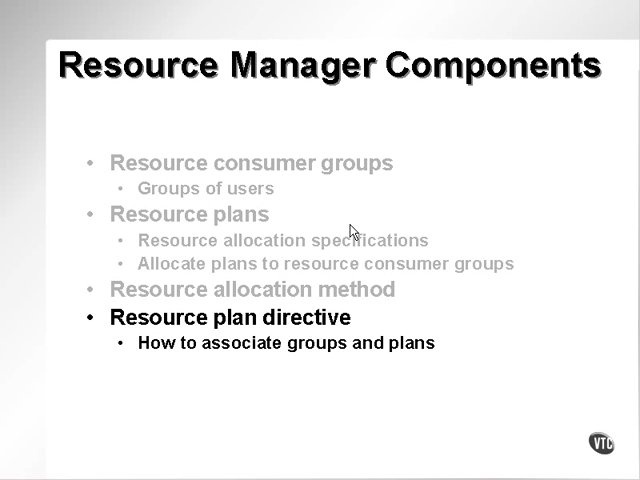 Resource Manager Components
• Resource consumer groups
• Groups of users
• Resource plans
• Resource allocation specifications
• Allocate plans to resource consumer groups
• Resource allocation method
• Resource plan directive
• How to associate groups and plans
VTC